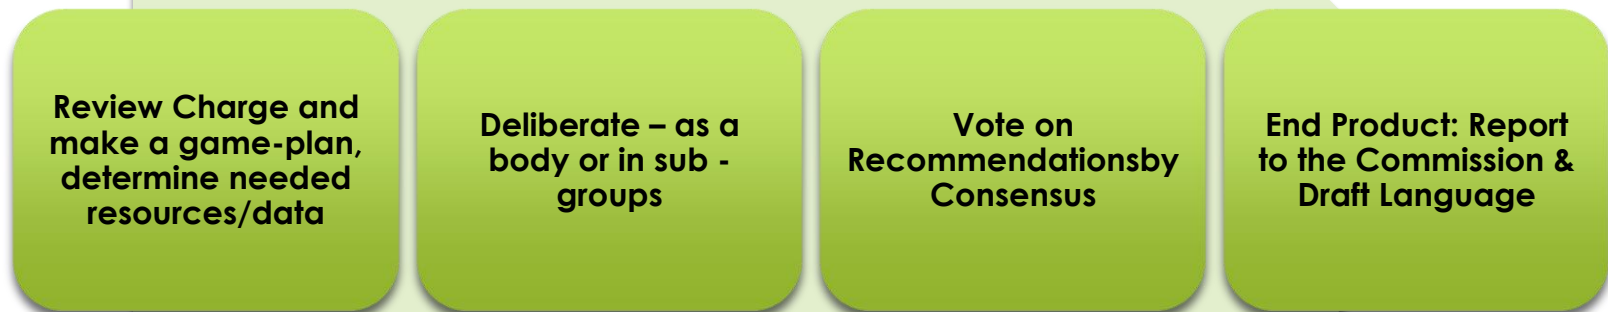 Review Charge and
make a game-plan,
determine needed
resources/data
Deliberate – as a
body or in sub -
groups
Vote on
Recommendationsby
Consensus
End Product: Report
to the Commission &
Draft Language